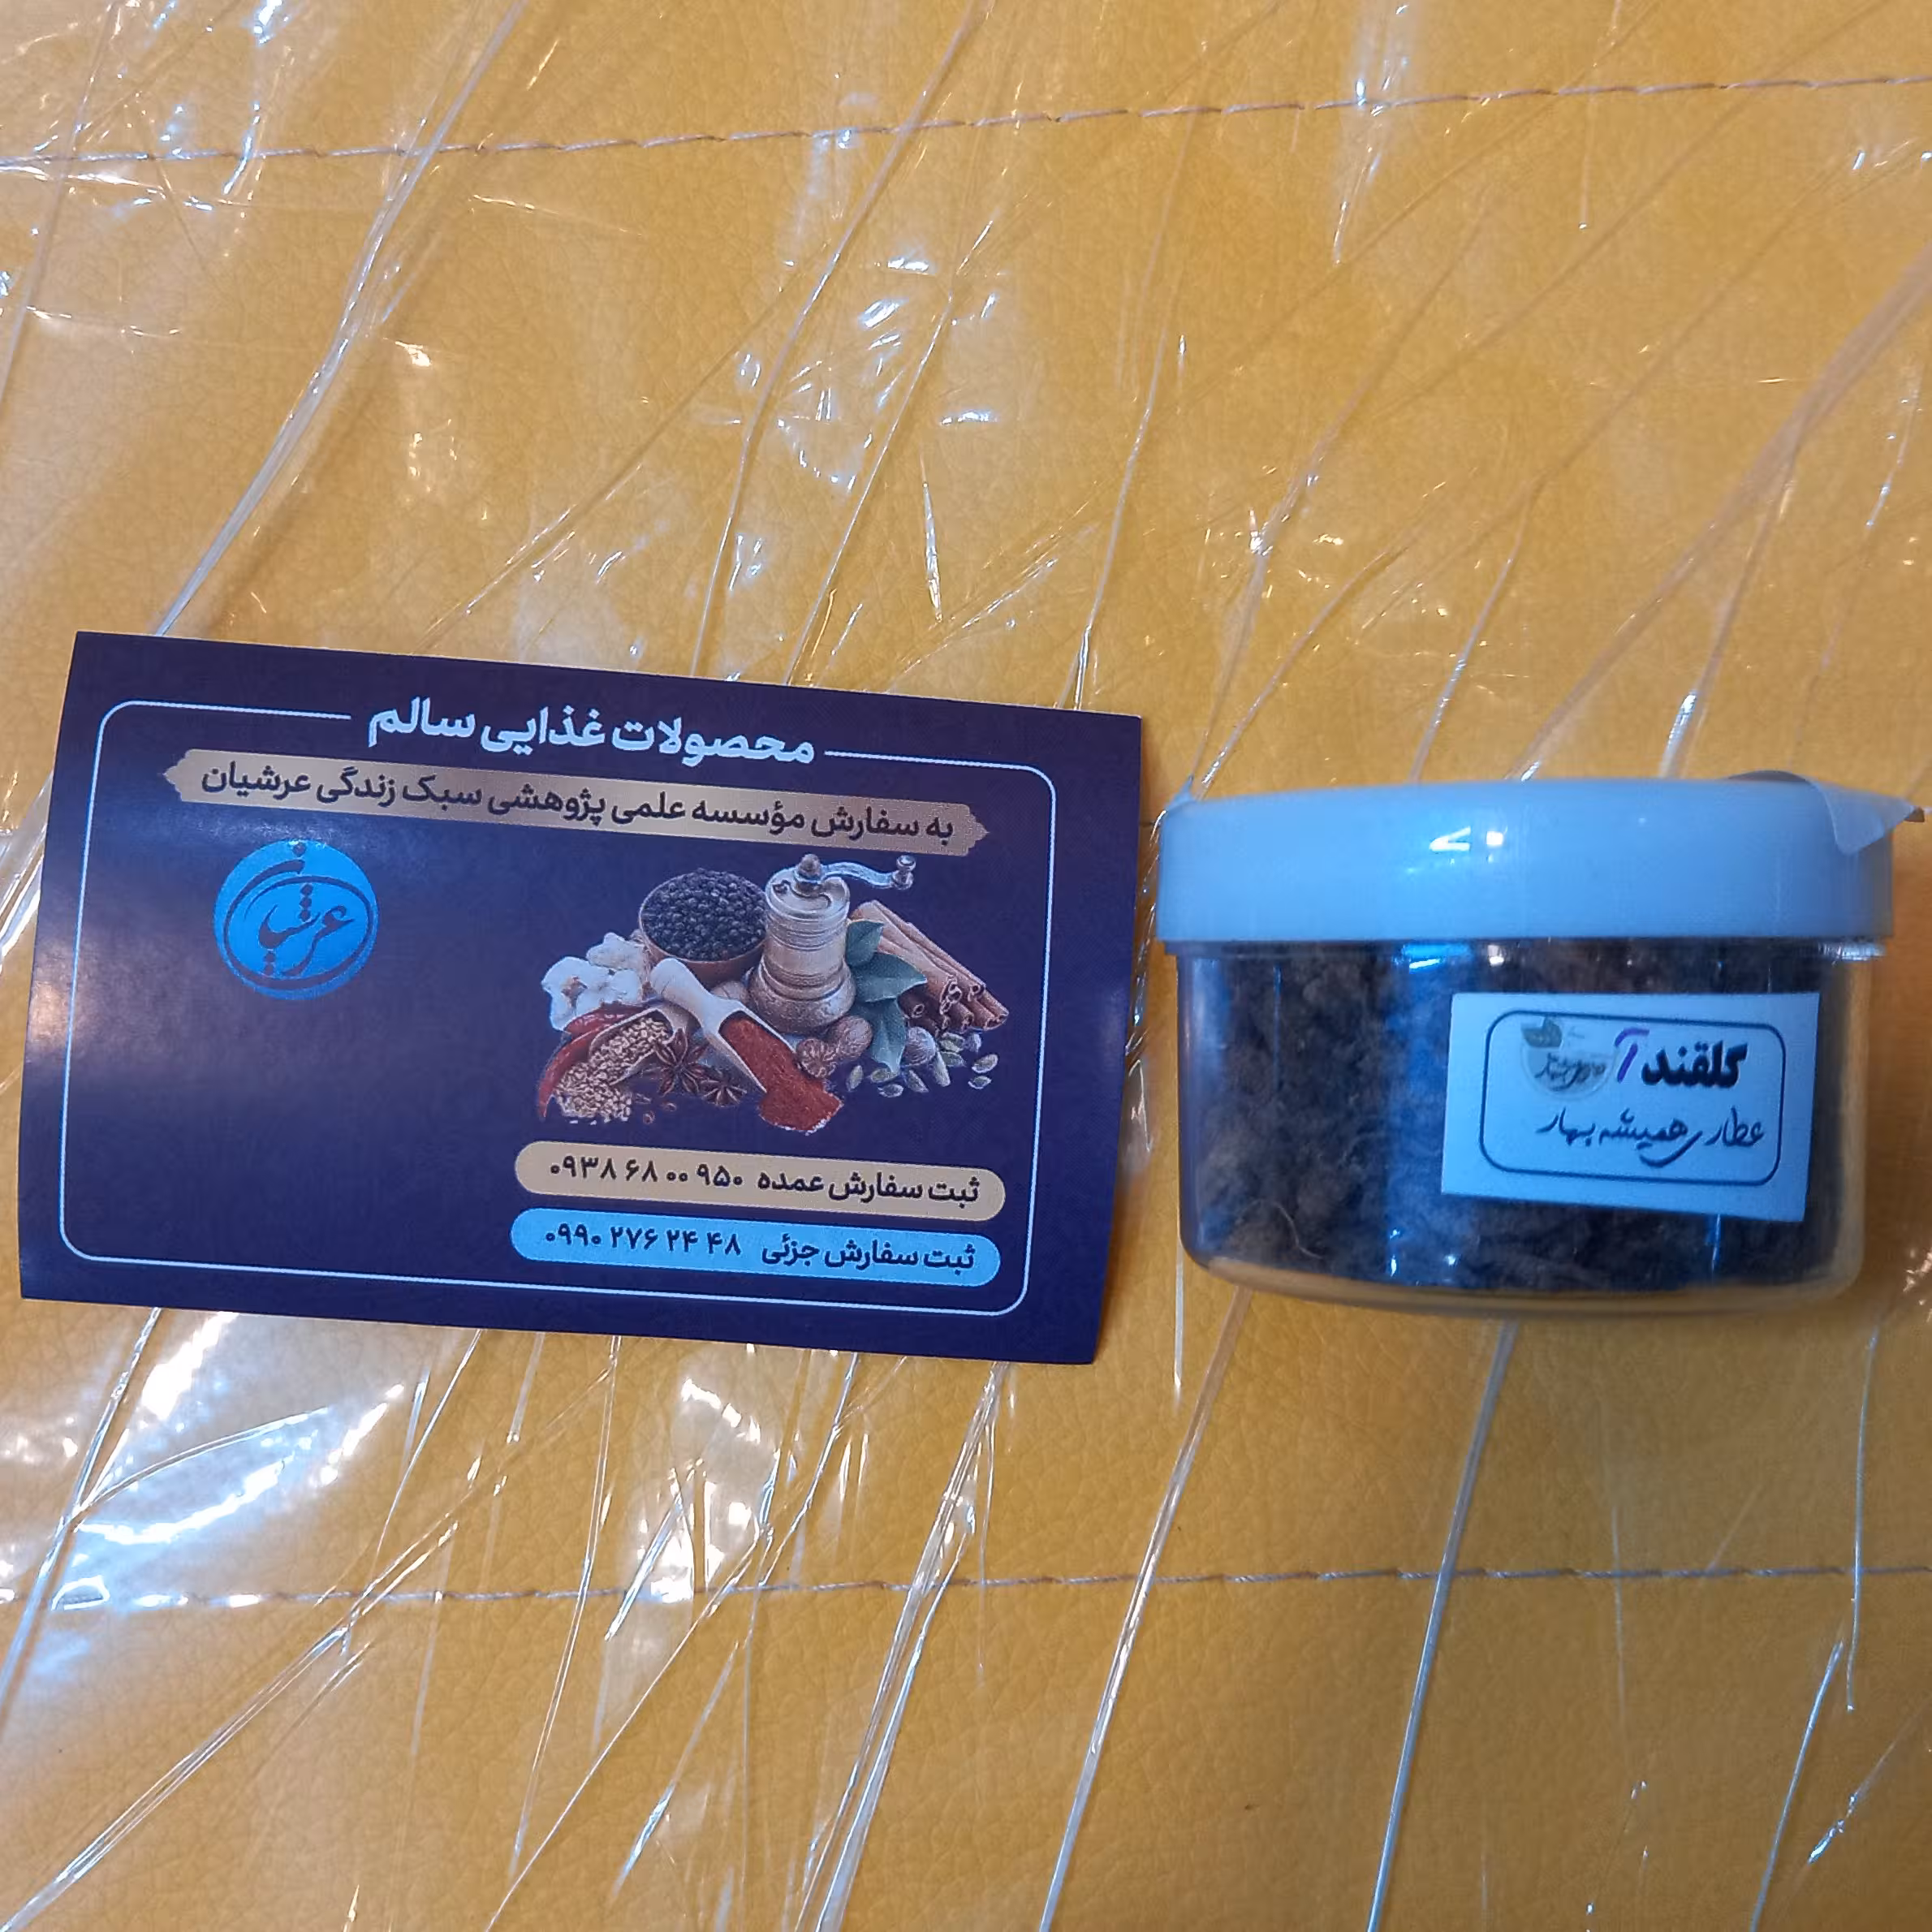 محصولات غذایی سالم
به سفارش مؤسسه علمی پژوهشی سبک زندگی عرشیان
عرشیان
ثبت سفارش عمده ۰۹۳۸ ۶۸ ۰۰ ۹۵۰
ثبت سفارش جزئی ۰۹۹۰ ۲۷۶ ۲۴ ۴۸
گلقند
عطاری همیشه بهار